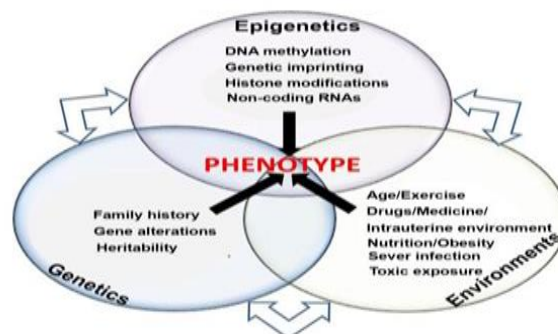 Epigenetics
DNA methylation
Genetic imprinting
Histone modifications
Non-coding RNAs
PHENOTYPE
Family history
Gene alterations
Heritability
Genetics
Age/Exercise
Drugs/Medicine/
Intrauterine environment
Nutrition/Obesity
Sever infection
Toxic exposure
Environments